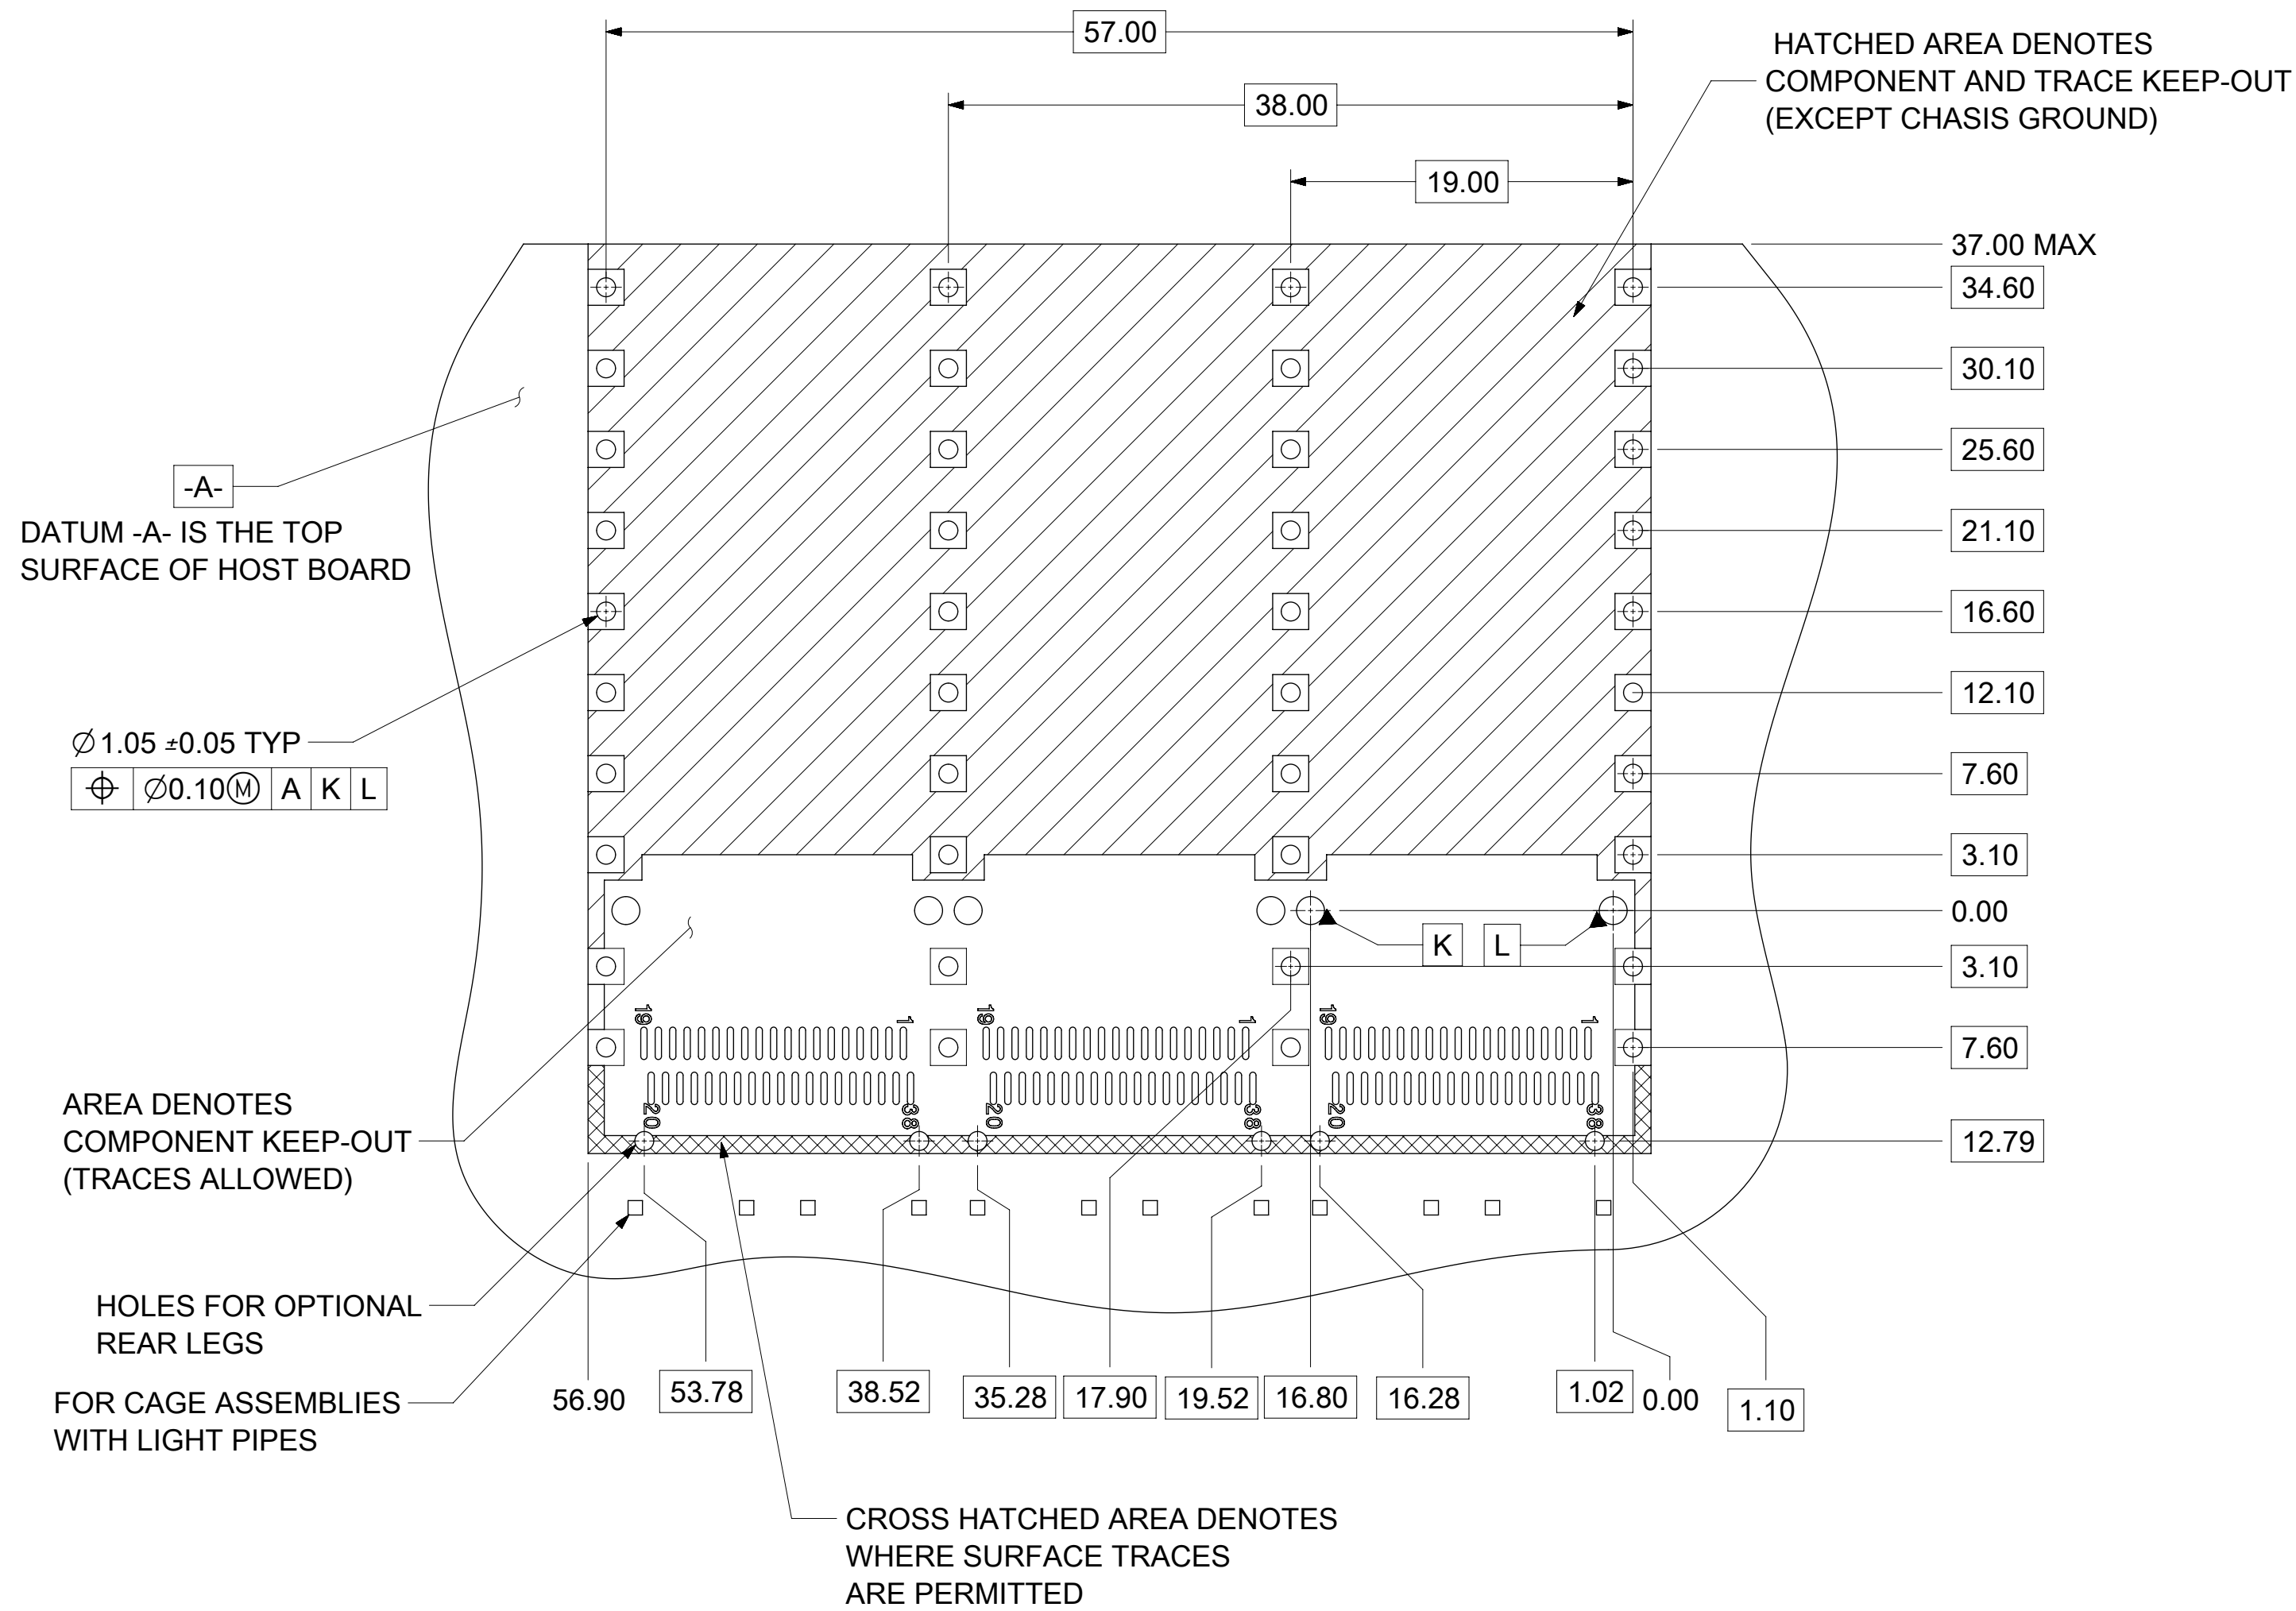 57.00
38.00
19.00
HATCHED AREA DENOTES
COMPONENT AND TRACE KEEP-OUT
(EXCEPT CHASIS GROUND)
37.00 MAX
34.60
30.10
25.60
21.10
16.60
12.10
7.60
3.10
0.00
3.10
7.60
12.79
-A-
DATUM -A- IS THE TOP
SURFACE OF HOST BOARD
∅1.05 ±0.05 TYP
⌖ ∅0.10Ⓜ A K L
K L
19 1 19 1 19 1
20 38 20 38 20 38
AREA DENOTES
COMPONENT KEEP-OUT
(TRACES ALLOWED)
HOLES FOR OPTIONAL
REAR LEGS
FOR CAGE ASSEMBLIES
WITH LIGHT PIPES
56.90 53.78 38.52 35.28 17.90 19.52 16.80 16.28 1.02 0.00 1.10
CROSS HATCHED AREA DENOTES
WHERE SURFACE TRACES
ARE PERMITTED